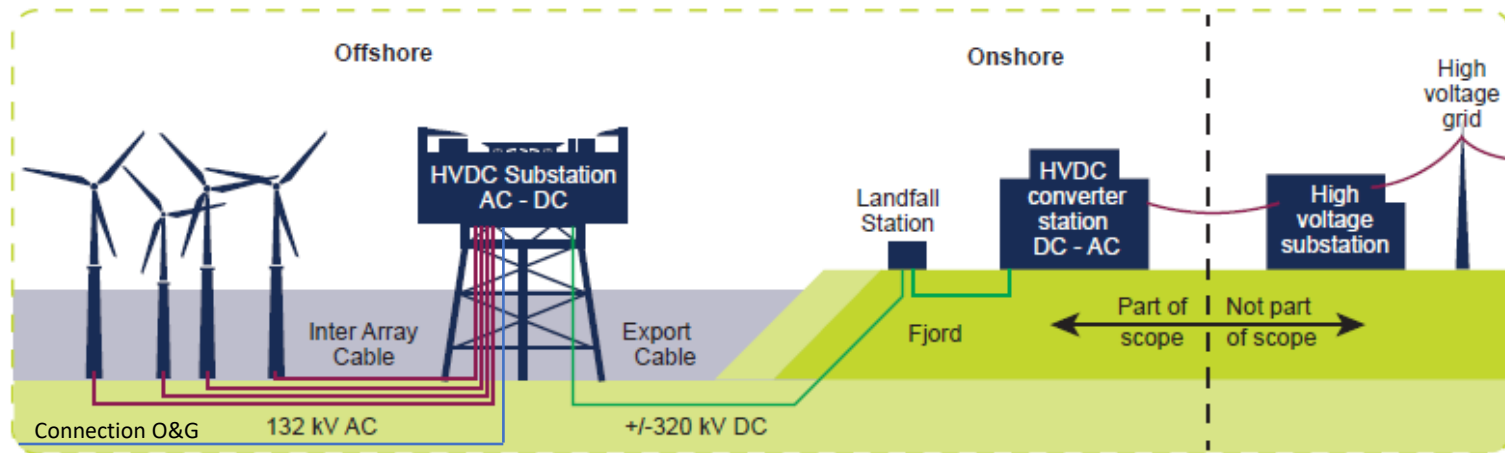 Offshore
Onshore
High
voltage
grid
HVDC Substation
AC - DC
Landfall
Station
HVDC
converter
station
DC - AC
High
voltage
substation
Inter Array
Cable
Export
Cable
Fjord
Part of
scope
Not part
of scope
Connection O&G
132 kV AC
+/-320 kV DC